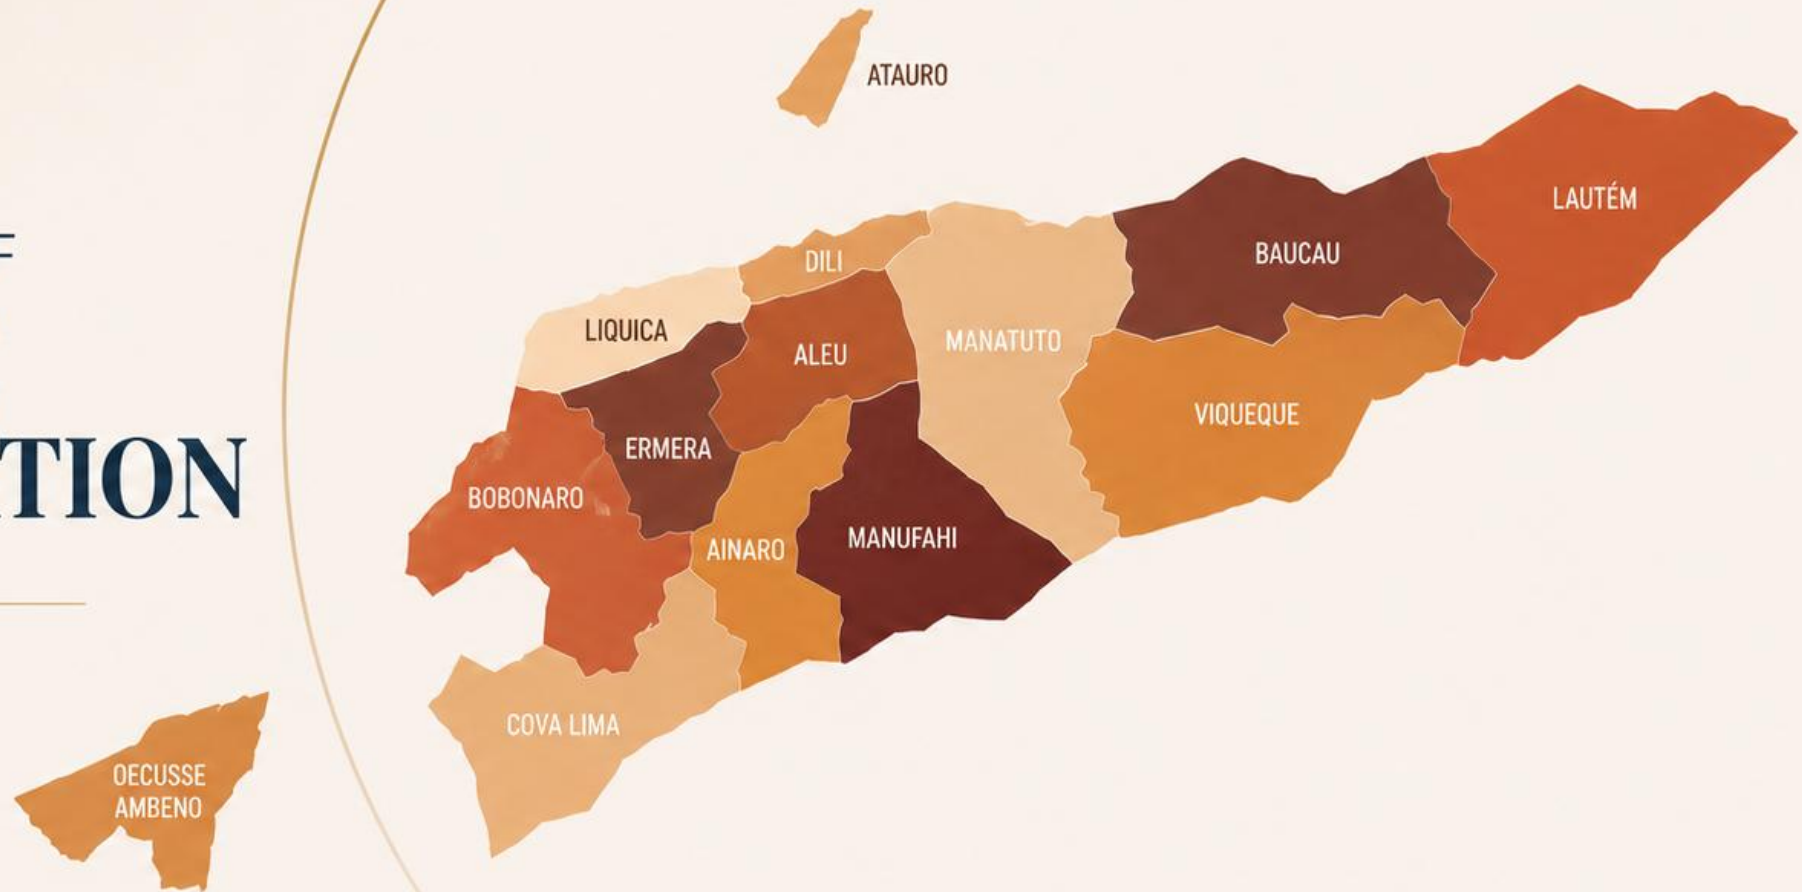 ATAURO
LAUTÉM
BAUCAU
DILI
LIQUICA
MANATUTO
ALEU
VIQUEQUE
TION
ERMERA
BOBONARO
MANUFAHI
AINARO
COVA LIMA
OECUSSE
AMBENO